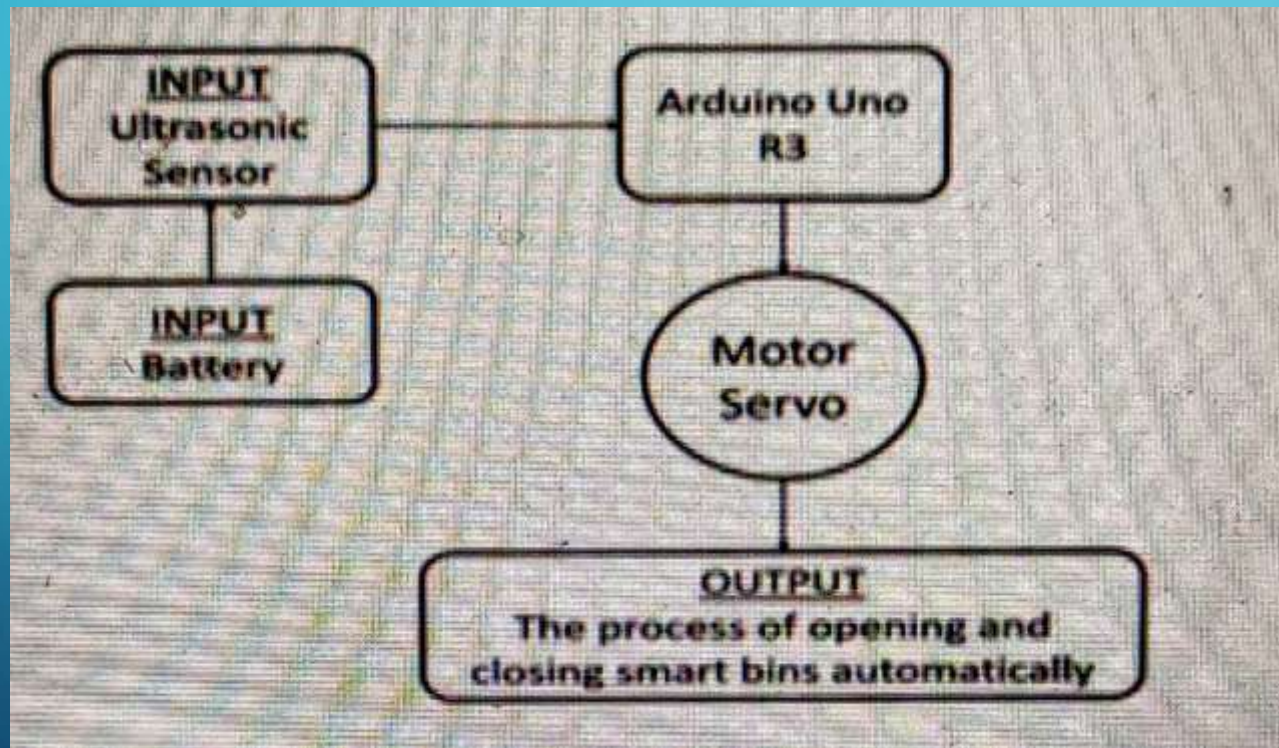 INPUT
Ultrasonic
Sensor
Arduino Uno
R3
INPUT
Battery
Motor
Servo
OUTPUT
The process of opening and
closing smart bins automatically